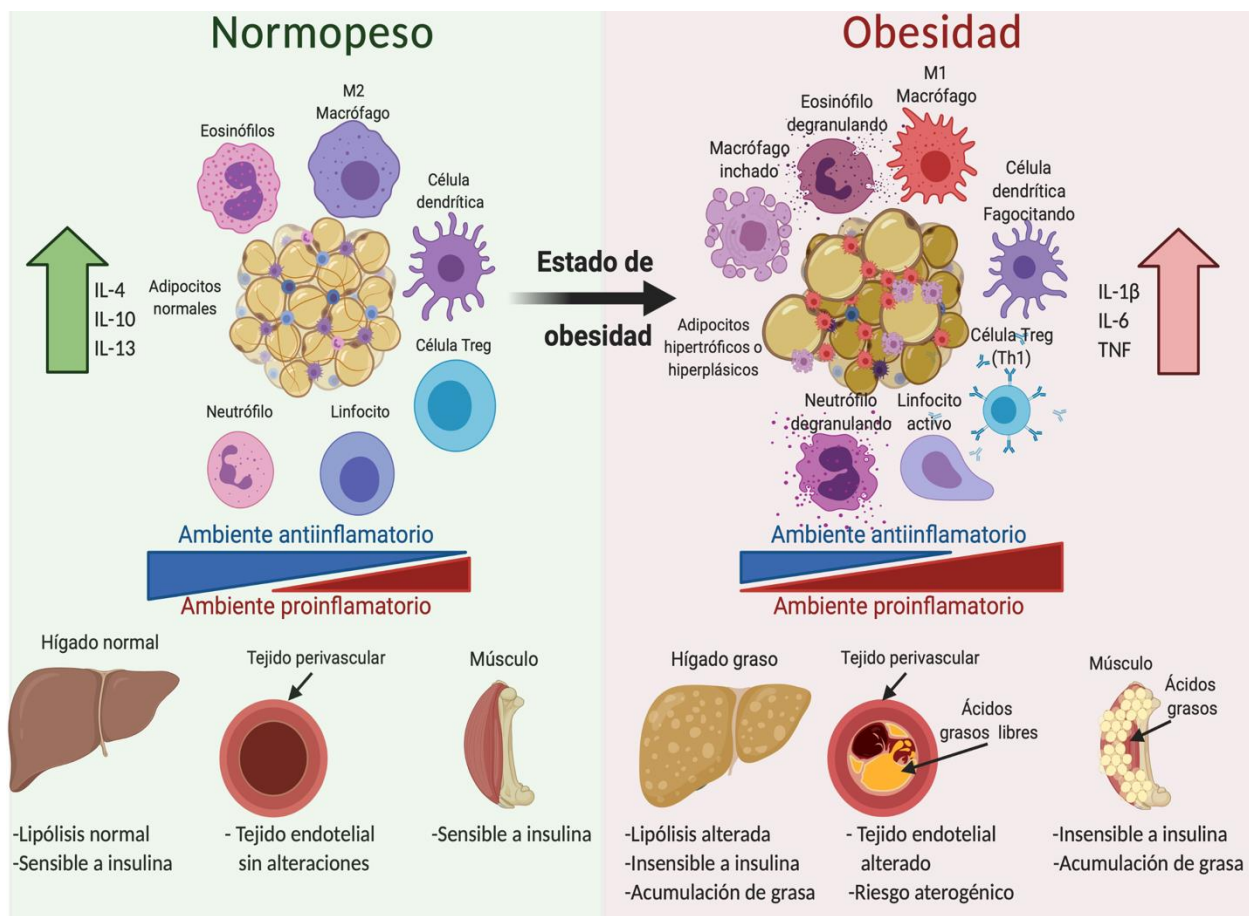 Normopeso
M2
Macrófago
Eosinófilos
Célula
dendrítica
IL-4
IL-10
IL-13
Adipocitos
normales
Célula Treg
Neutrófilo
Linfocito
Ambiente antiinflamatorio
Ambiente proinflamatorio
Hígado normal
Tejido perivascular
Músculo
-Lipólisis normal
-Sensible a insulina
- Tejido endotelial
sin alteraciones
-Sensible a insulina
Estado de
obesidad
Obesidad
M1
Macrófago
Eosinófilo
degranulando
Macrófago
inchado
Célula
dendrítica
Fagocitando
IL-1β
IL-6
TNF
Adipocitos
hipertróficos o
hiperplásicos
Célula Treg
(Th1)
Neutrófilo
degranulando
Linfocito
activo
Ambiente antiinflamatorio
Ambiente proinflamatorio
Hígado graso
Tejido perivascular
Ácidos
grasos libres
Músculo
Ácidos
grasos
-Lipólisis alterada
-Insensible a insulina
-Acumulación de grasa
- Tejido endotelial
alterado
-Riesgo aterogénico
-Insensible a insulina
-Acumulación de grasa